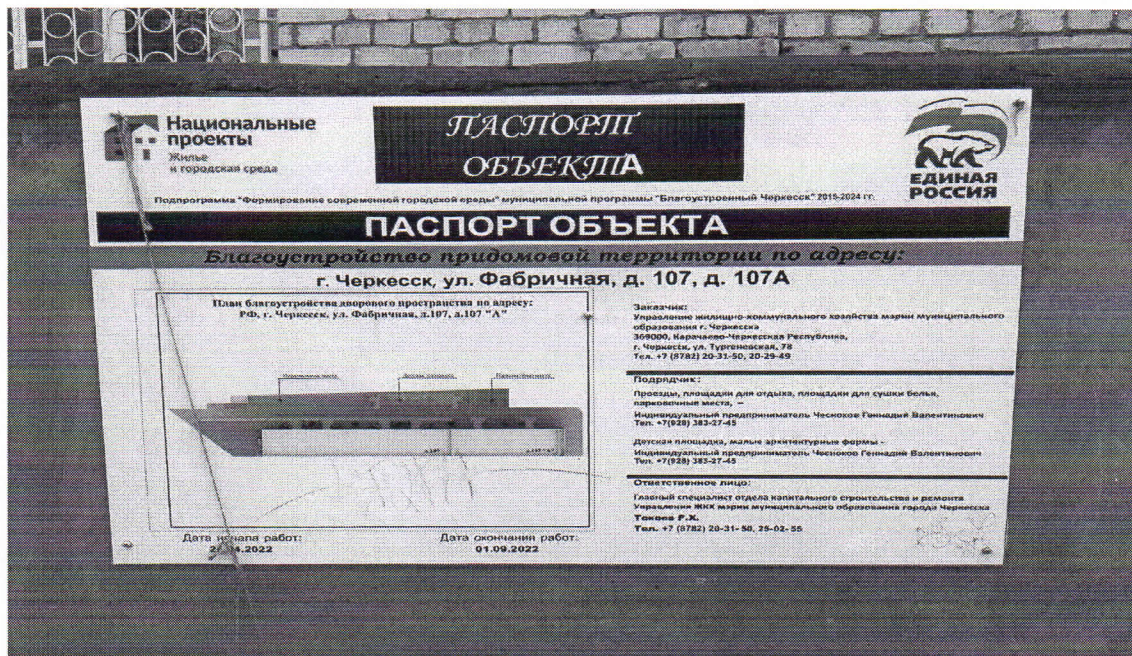 Национальные
проекты
Жилье
и городская среда
ПАСПОРТ
ОБЪЕКТА
ЕДИНАЯ
РОССИЯ
Подпрограмма "Формирование современной городской среды" муниципальной программы "Благоустроенный Черкесск" 2015-2024 гг.
ПАСПОРТ ОБЪЕКТА
Благоустройство придомовой территории по адресу:
г. Черкесск, ул. Фабричная, д. 107, д. 107А
План благоустройства дворового пространства по адресу:
РФ, г. Черкесск, ул. Фабричная, д.107, д.107 "А"
Заказчик:
Управление жилищно-коммунального хозяйства мэрии муниципального
образования г. Черкесска
369000, Карачаево-Черкесская Республика,
г. Черкесск, ул. Тургеневская, 78
Тел. +7 (8782) 20-31-50, 20-29-49
Подрядчик:
Проезды, площадки для отдыха, площадки для сушки белья,
парковочные места, –
Индивидуальный предприниматель Чесноков Геннадий Валентинович
Тел. +7(928) 383-27-45
Детская площадка, малые архитектурные формы –
Индивидуальный предприниматель Чесноков Геннадий Валентинович
Тел. +7(928) 383-27-45
Ответственное лицо:
Главный специалист отдела капитального строительства и ремонта
Управления ЖКХ мэрии муниципального образования города Черкесска
Токова Р.Х.
Тел. +7 (8782) 20-31-50, 25-02-55
Дата начала работ:
Дата окончания работ:
01.09.2022